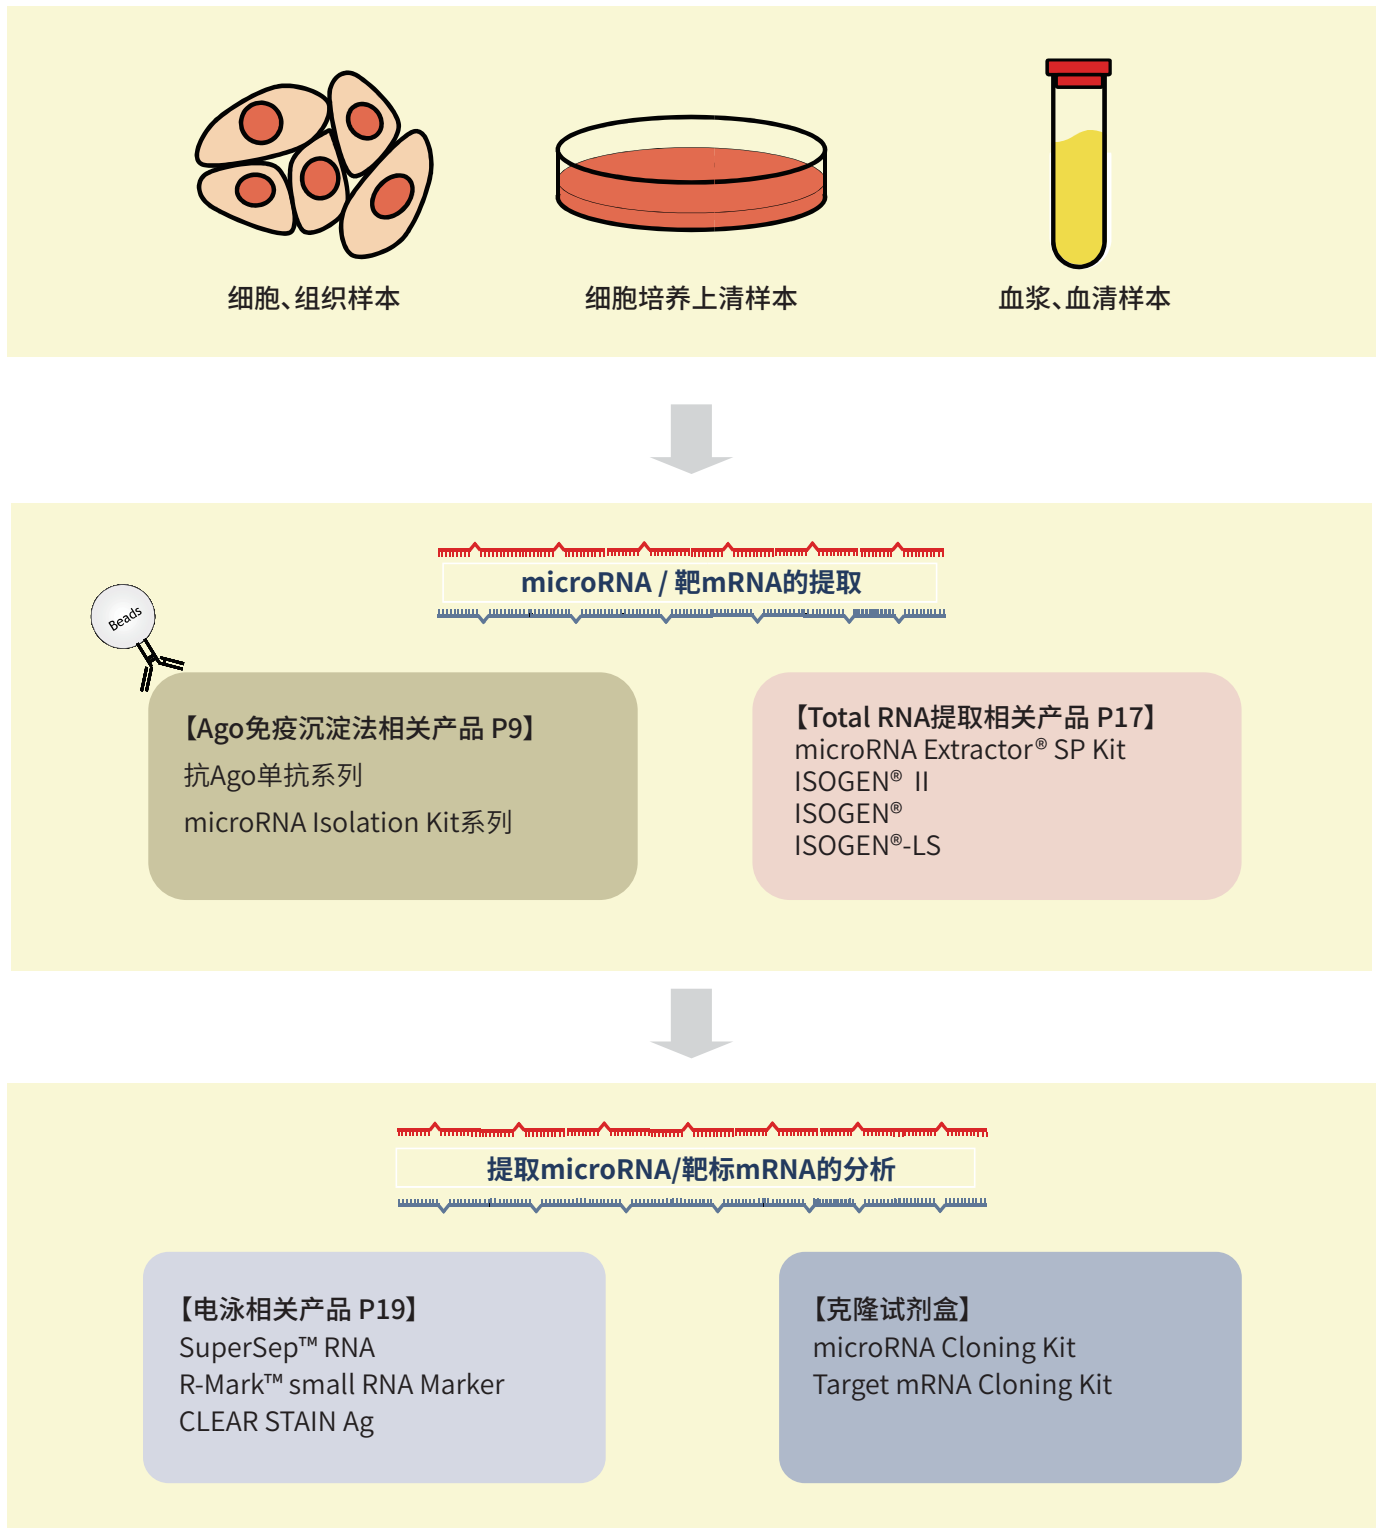 细胞、组织样本
细胞培养上清样本
血浆、血清样本
microRNA / 靶mRNA的提取
Beads
【Ago免疫沉淀法相关产品 P9】
抗Ago单抗系列
microRNA Isolation Kit系列
【Total RNA提取相关产品 P17】
microRNA Extractor® SP Kit
ISOGEN® II
ISOGEN®
ISOGEN®-LS
提取microRNA/靶标mRNA的分析
【电泳相关产品 P19】
SuperSep™ RNA
R-Mark™ small RNA Marker
CLEAR STAIN Ag
【克隆试剂盒】
microRNA Cloning Kit
Target mRNA Cloning Kit